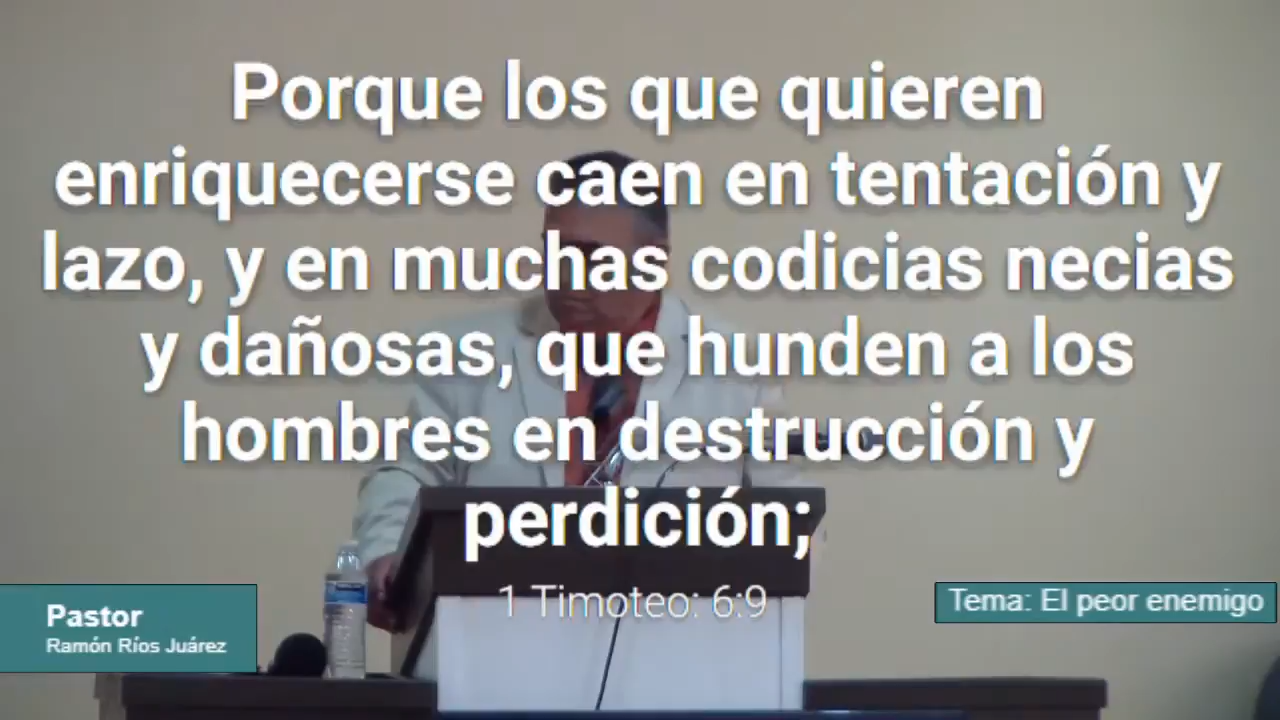 Porque los que quieren
enriquecerse caen en tentación y
lazo, y en muchas codicias necias
y dañosas, que hunden a los
hombres en destrucción y
perdición;
1 Timoteo: 6:9
Pastor
Ramón Ríos Juárez
Tema: El peor enemigo